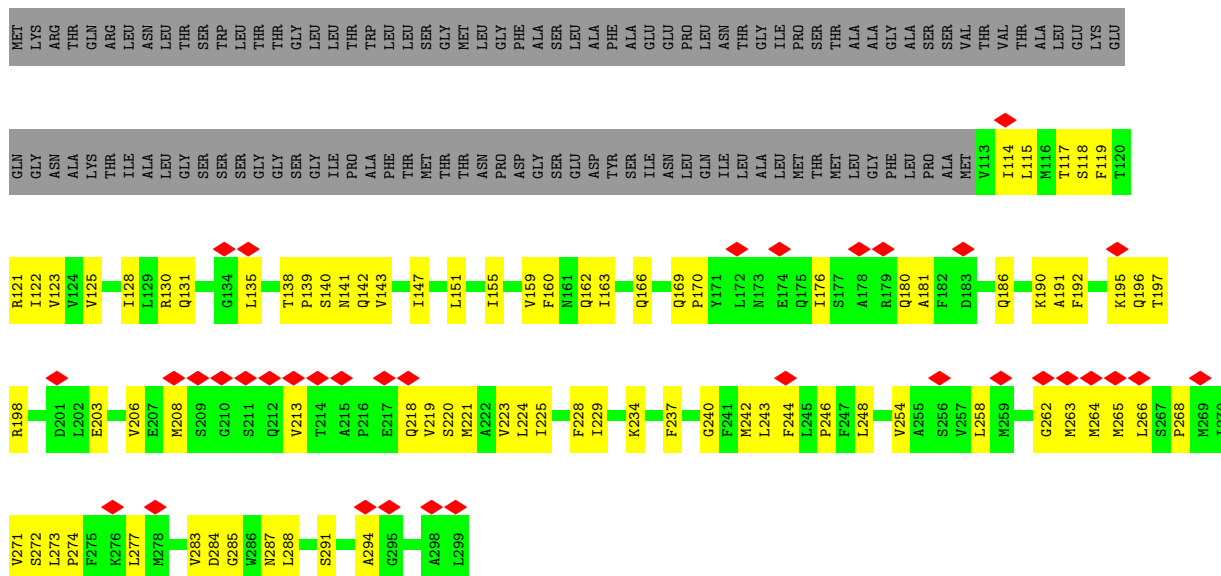 MET LYS ARG THR GLN ARG LEU ASN LEU THR SER TRP LEU THR THR GLY LEU LEU THR TRP LEU LEU SER GLY MET LEU GLY PHE ALA SER LEU ALA PHE ALA GLU GLU PRO LEU ASN THR GLY ILE PRO SER THR ALA ALA GLY ALA SER SER VAL THR VAL THR ALA LEU GLU LYS GLU
GLN GLY ASN ALA LYS THR ILE ALA LEU GLY SER SER SER GLY GLY SER GLY ILE PRO ALA PHE THR MET THR THR ASN PRO ASP GLY SER GLU ASP TYR SER ILE ASN LEU GLN ILE LEU ALA LEU MET THR MET LEU GLY PHE LEU PRO ALA MET V113 I114 L115 M116 T117 S118 F119 T120
R121 I122 V123 V124 V125 I128 L129 R130 Q131 G134 L135 T138 P139 S140 N141 Q142 V143 I147 L151 I155 V159 F160 N161 Q162 I163 Q166 Q169 P170 Y171 L172 N173 E174 Q175 I176 S177 A178 R179 Q180 A181 F182 D183 Q186 K190 A191 F192 K195 Q196 T197
R198 D201 L202 E203 V206 E207 M208 S209 G210 S211 Q212 V213 T214 A215 P216 E217 Q218 V219 S220 M221 A222 V223 L224 I225 F228 I229 K234 F237 G240 F241 M242 L243 F244 L245 P246 F247 L248 V254 A255 S256 V257 L258 M259 G262 M263 M264 M265 L266 S267 P268 M269
V271 S272 L273 P274 F275 K276 L277 M278 V283 D284 G285 W286 N287 L288 S291 A294 G295 A298 L299